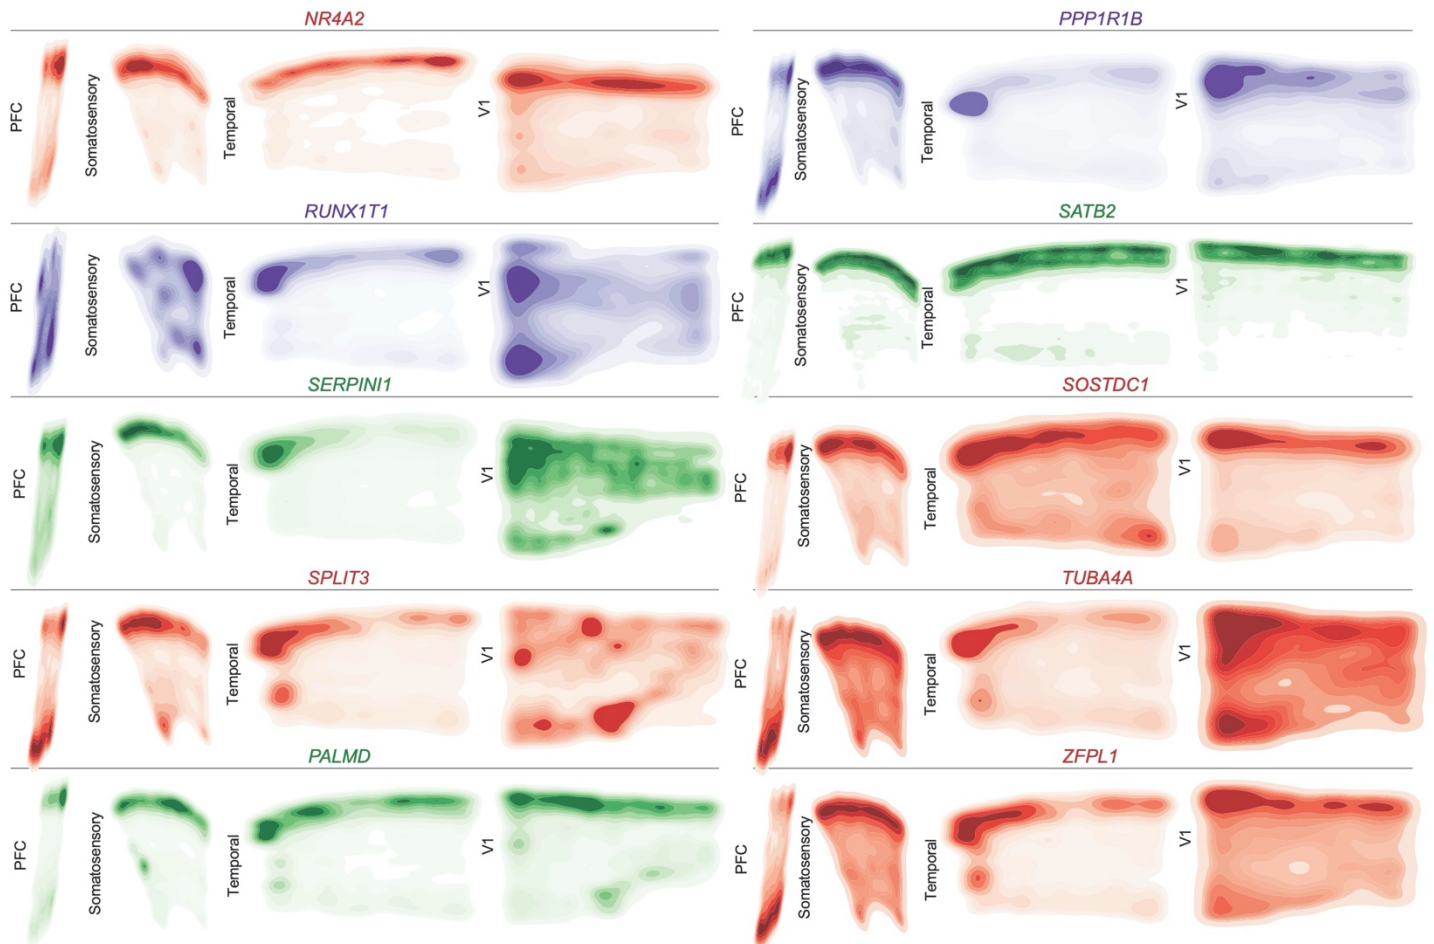 NR4A2
PFC
Somatosensory
Temporal
V1
PPP1R1B
PFC
Somatosensory
Temporal
V1
RUNX1T1
PFC
Somatosensory
Temporal
V1
SATB2
PFC
Somatosensory
Temporal
V1
SERPINI1
PFC
Somatosensory
Temporal
V1
SOSTDC1
PFC
Somatosensory
Temporal
V1
SPLIT3
PFC
Somatosensory
Temporal
V1
TUBA4A
PFC
Somatosensory
Temporal
V1
PALMD
PFC
Somatosensory
Temporal
V1
ZFPL1
PFC
Somatosensory
Temporal
V1